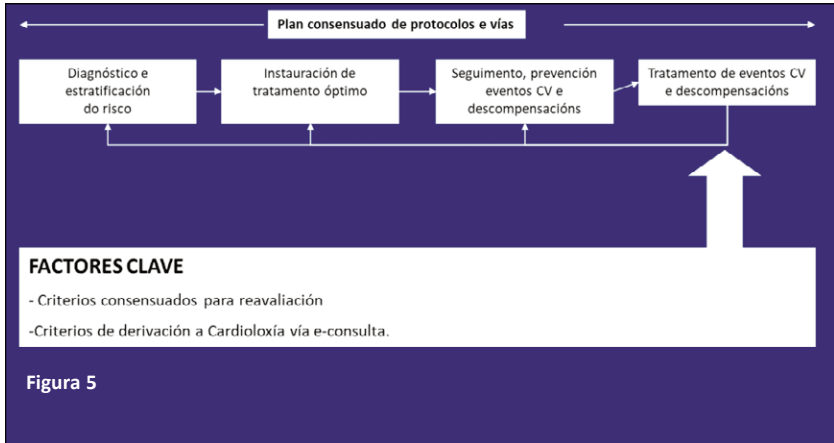 Plan consensuado de protocolos e vías
Diagnóstico e
estratificación
do risco
Instauración de
tratamento óptimo
Seguimento, prevención
eventos CV e
descompensacións
Tratamento de eventos CV
e descompensacións
FACTORES CLAVE
- Criterios consensuados para reavaliación
-Criterios de derivación a Cardioloxía vía e-consulta.
Figura 5